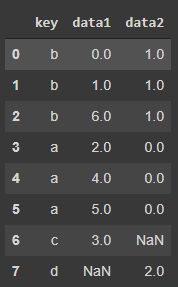 key data1 data2
0 b 0.0 1.0
1 b 1.0 1.0
2 b 6.0 1.0
3 a 2.0 0.0
4 a 4.0 0.0
5 a 5.0 0.0
6 c 3.0 NaN
7 d NaN 2.0